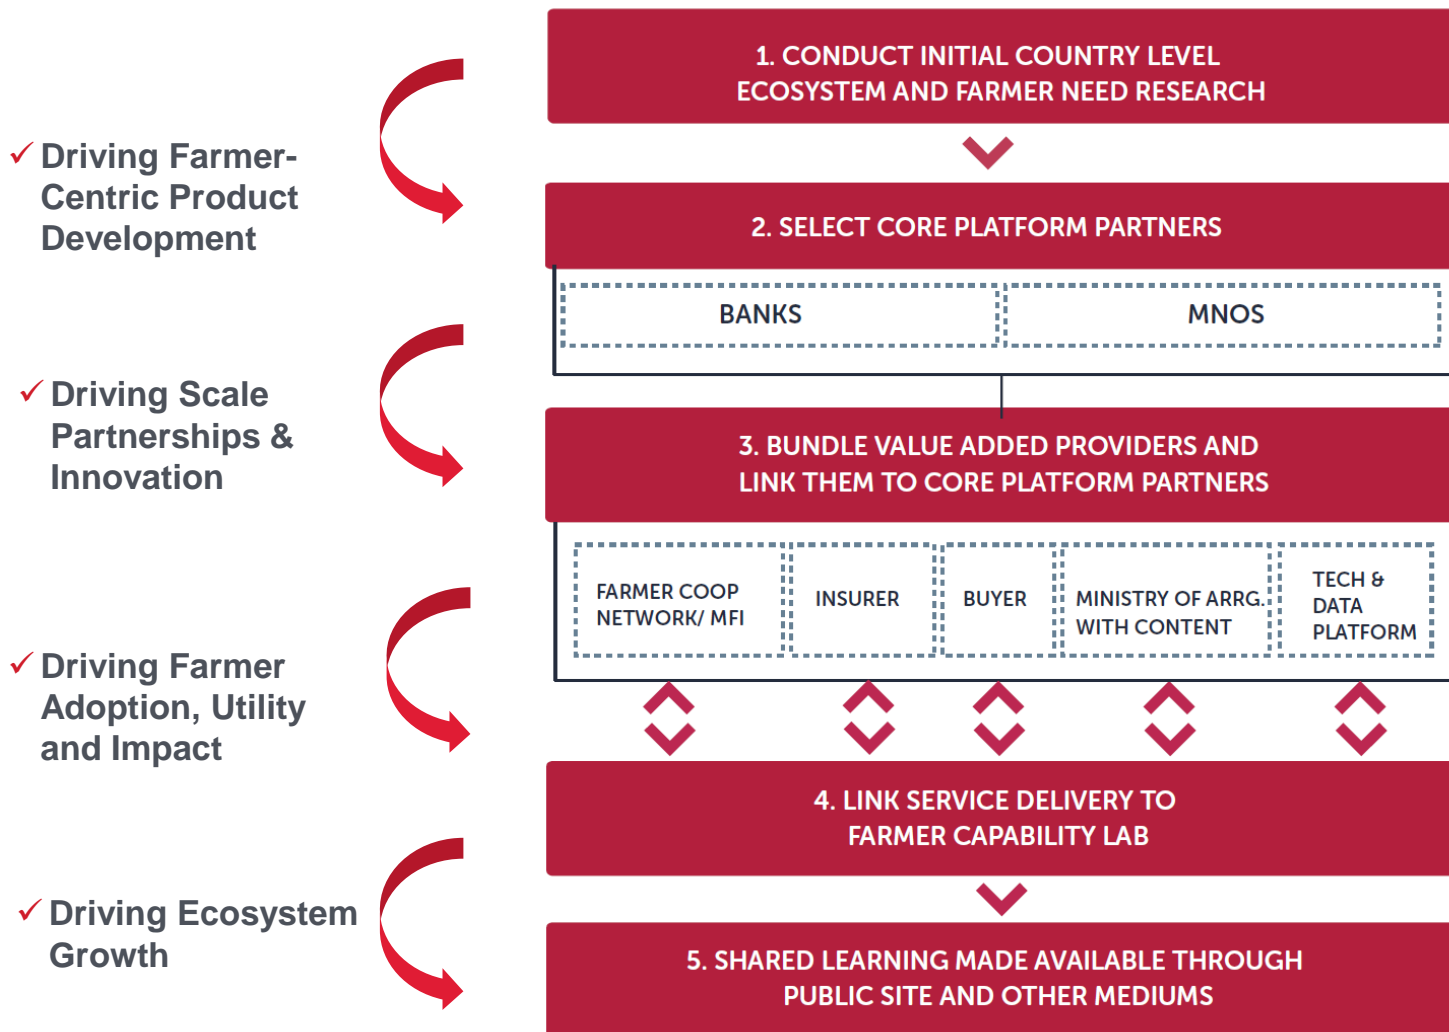 1. CONDUCT INITIAL COUNTRY LEVEL
ECOSYSTEM AND FARMER NEED RESEARCH
Driving Farmer-
Centric Product
Development
2. SELECT CORE PLATFORM PARTNERS
BANKS
MNOS
Driving Scale
Partnerships &
Innovation
3. BUNDLE VALUE ADDED PROVIDERS AND
LINK THEM TO CORE PLATFORM PARTNERS
FARMER COOP
NETWORK/ MFI
INSURER
BUYER
MINISTRY OF ARRG.
WITH CONTENT
TECH &
DATA
PLATFORM
Driving Farmer
Adoption, Utility
and Impact
4. LINK SERVICE DELIVERY TO
FARMER CAPABILITY LAB
Driving Ecosystem
Growth
5. SHARED LEARNING MADE AVAILABLE THROUGH
PUBLIC SITE AND OTHER MEDIUMS